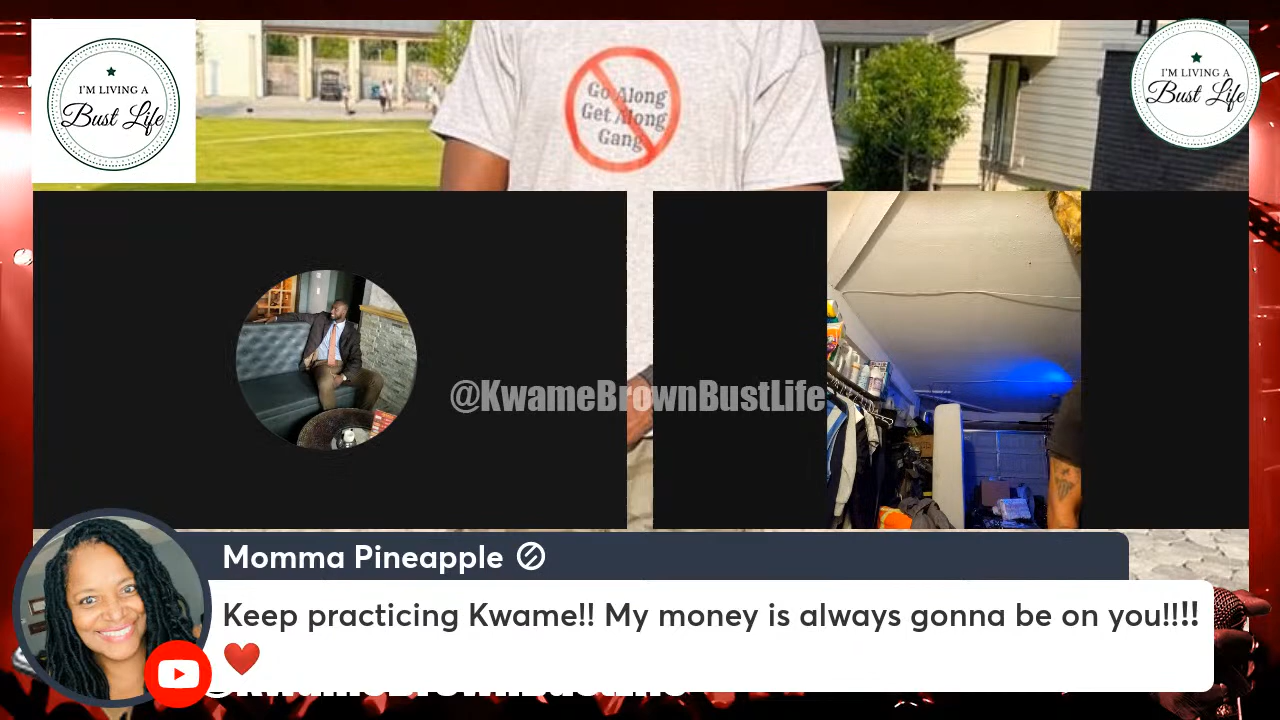 I'M LIVING A
Bust Life
Go Along
Get Along
Gang
I'M LIVING A
Bust Life
@KwameBrownBustLife
Momma Pineapple
Keep practicing Kwame!! My money is always gonna be on you!!!!
❤️